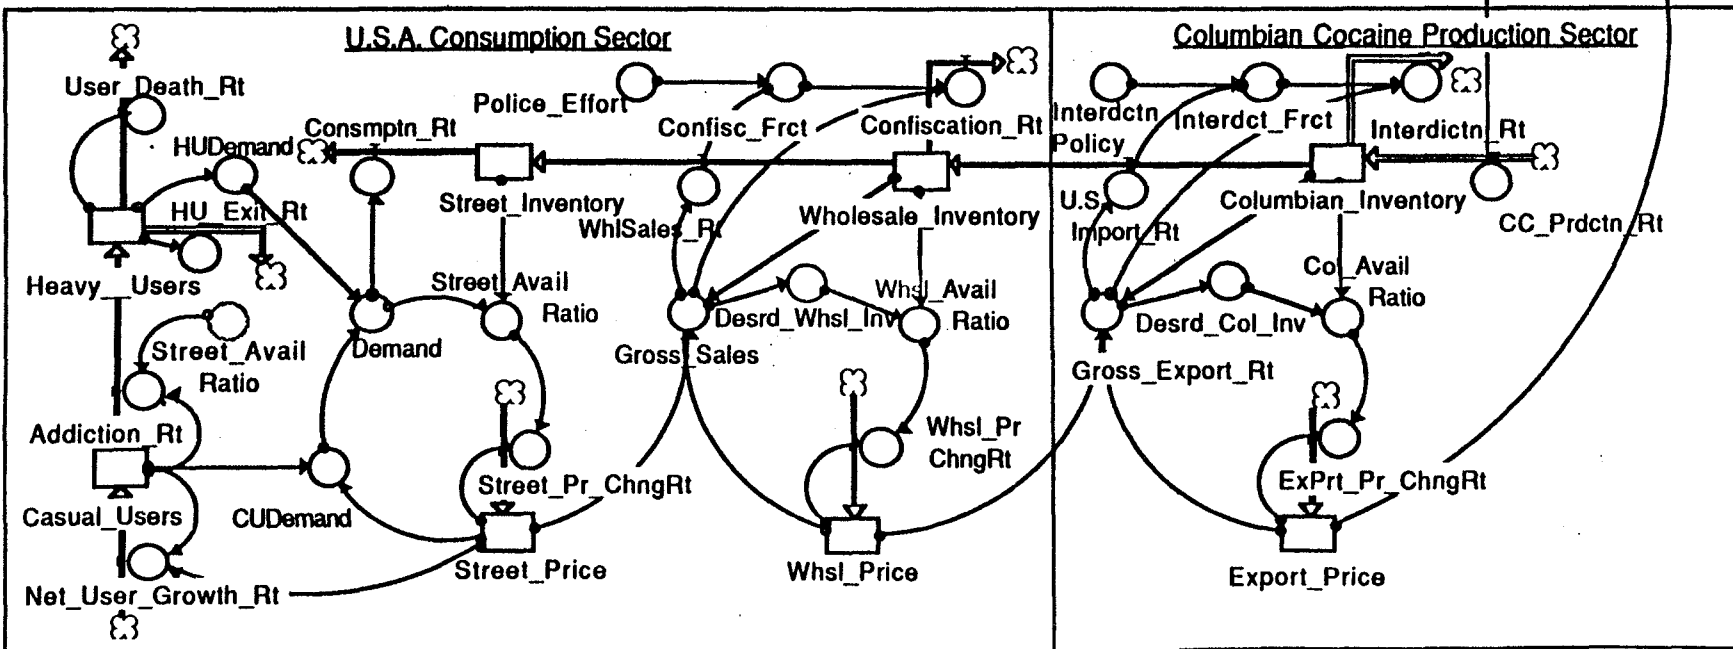 U.S.A. Consumption Sector
Columbian Cocaine Production Sector
User_Death_Rt
Police_Effort
Consmptn_Rt
Confisc_Frct
Confiscation_Rt
Interdctn
Policy
Interdct_Frct
Interdictn_Rt
HUDemand
HU_Exit_Rt
Street_Inventory
WhlSales_Rt
Wholesale_Inventory
U.S.
Import_Rt
Columbian_Inventory
CC_Prdctn_Rt
Heavy__Users
Street_Avail
Ratio
Whsl_Avail
Ratio
Col_Avail
Ratio
Street_Avail
Ratio
Demand
Gross_Sales
Desrd_Whsl_Inv
Desrd_Col_Inv
Gross_Export_Rt
Addiction_Rt
Whsl_Pr
ChngRt
Street_Pr_ChngRt
ExPrt_Pr_ChngRt
Casual_Users
CUDemand
Street_Price
Whsl_Price
Export_Price
Net_User_Growth_Rt